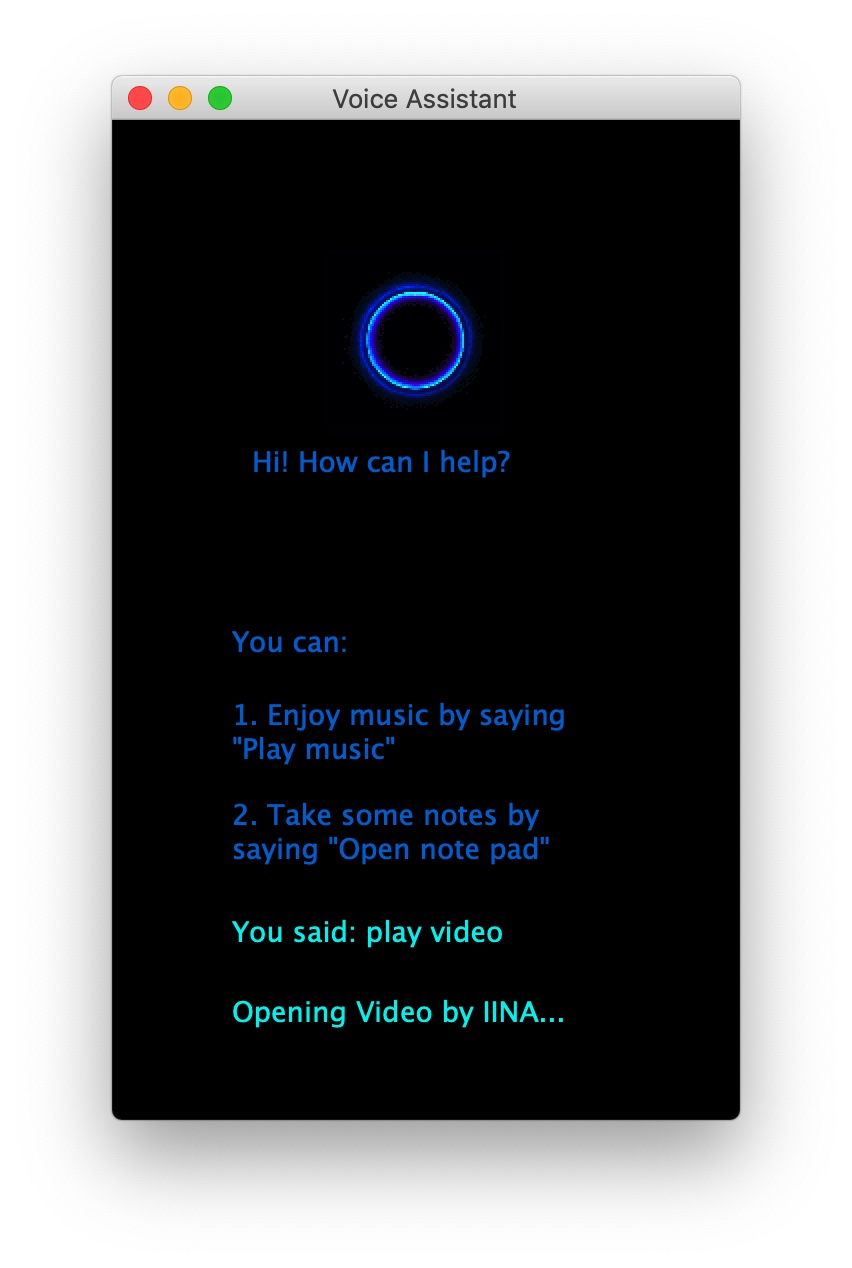 Voice Assistant
Hi! How can I help?
You can:
1. Enjoy music by saying
"Play music"
2. Take some notes by
saying "Open note pad"
You said: play video
Opening Video by IINA...